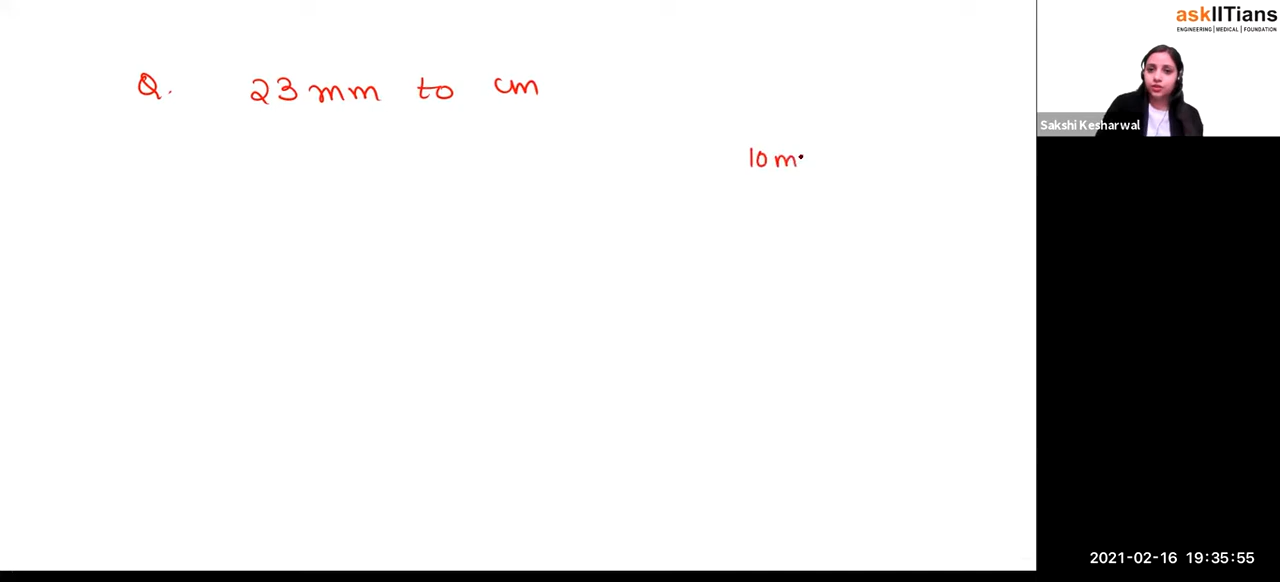 askIITians
ENGINEERING | MEDICAL | FOUNDATION
Q. 23 mm to cm
Sakshi Kesharwal
10 m
2021-02-16 19:35:55